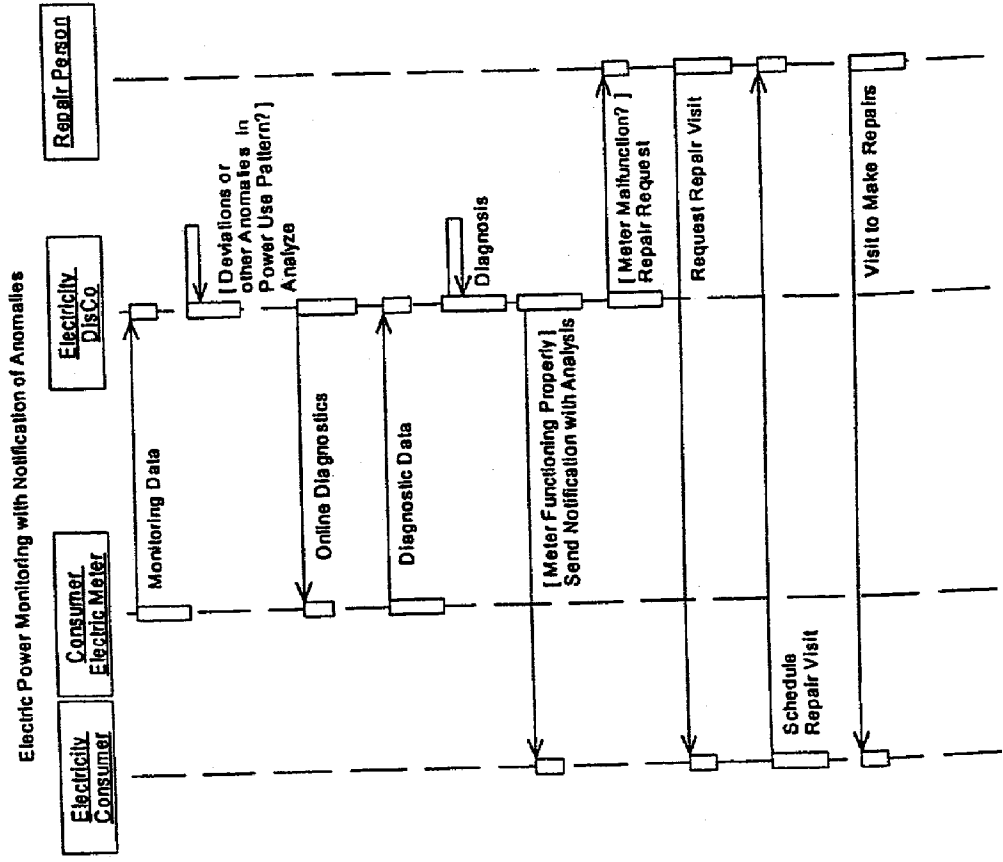 Electric Power Monitoring with Notification of Anomalies
Electricity
Consumer
Consumer
Electric Meter
Electricity
DisCo
Repair Person
Monitoring Data
[ Deviations or
other Anomalies in
Power Use Pattern? ]
Analyze
Online Diagnostics
Diagnostic Data
Diagnosis
[ Meter Functioning Properly ]
Send Notification with Analysis
[ Meter Malfunction? ]
Repair Request
Request Repair Visit
Schedule
Repair Visit
Visit to Make Repairs